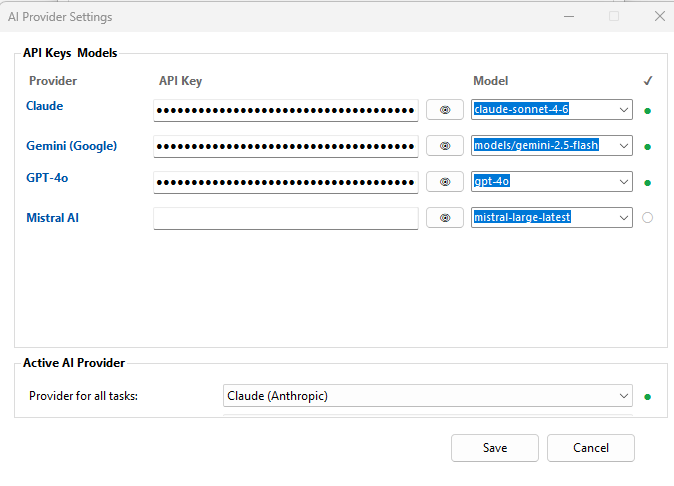 AI Provider Settings
API Keys  Models
Provider API Key Model ✓
Claude •••••••••••••••••••••••••••••••••••••• claude-sonnet-4-6
Gemini (Google) •••••••••••••••••••••••••••••••••••••• models/gemini-2.5-flash
GPT-4o •••••••••••••••••••••••••••••••••••••• gpt-4o
Mistral AI mistral-large-latest
Active AI Provider
Provider for all tasks: Claude (Anthropic)
Save Cancel